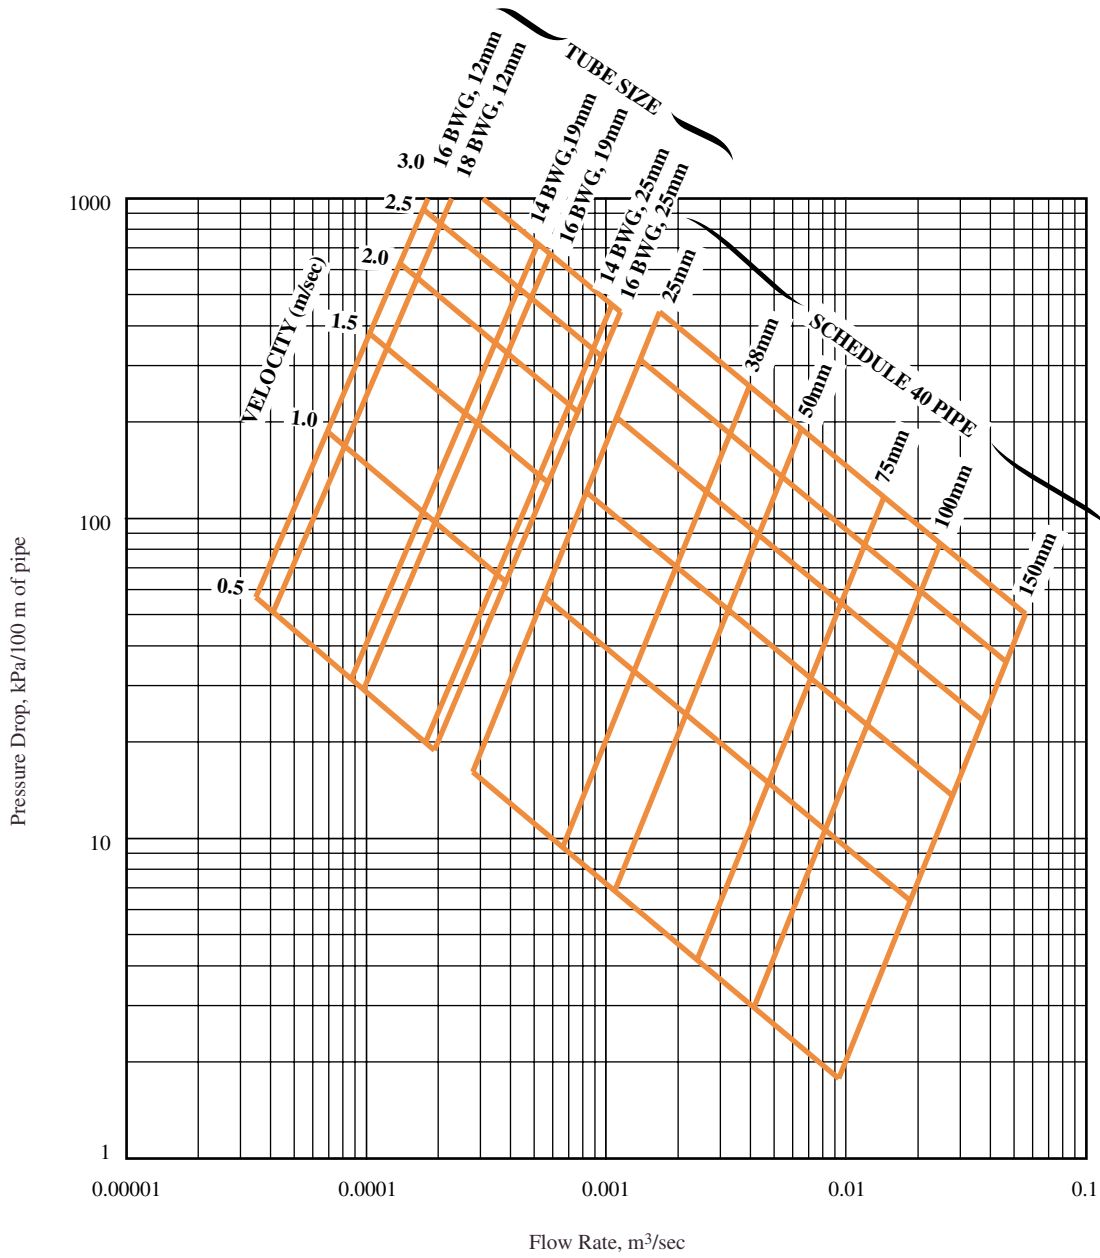 TUBE SIZE
16 BWG, 12mm
18 BWG, 12mm
14 BWG,19mm
16 BWG, 19mm
14 BWG, 25mm
16 BWG, 25mm
25mm
38mm
50mm
75mm
100mm
150mm
SCHEDULE 40 PIPE
VELOCITY (m/sec)
3.0
2.5
2.0
1.5
1.0
0.5
1000
100
10
1
Pressure Drop, kPa/100 m of pipe
0.00001
0.0001
0.001
0.01
0.1
Flow Rate, m³/sec